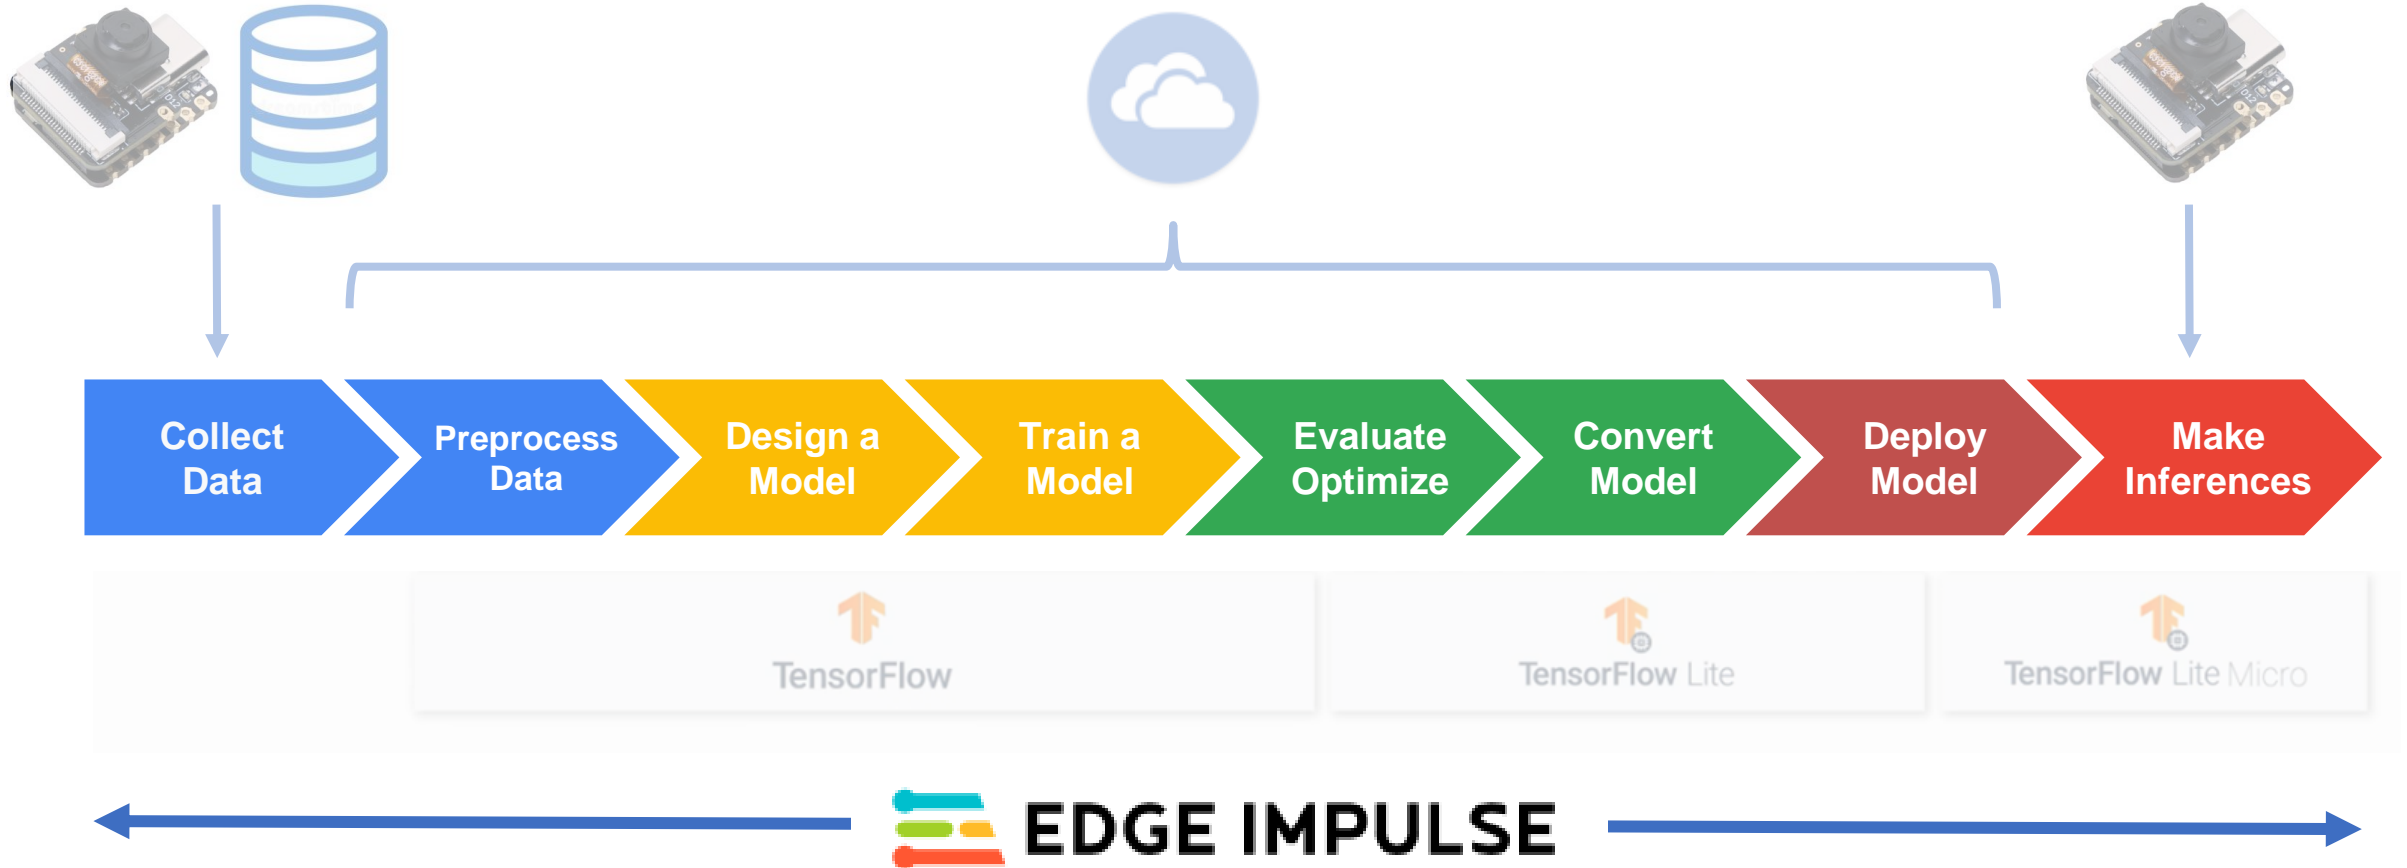 Collect
Data
Preprocess
Data
Design a
Model
Train a
Model
Evaluate
Optimize
Convert
Model
Deploy
Model
Make
Inferences
TensorFlow
TensorFlow Lite
TensorFlow Lite Micro
EDGE IMPULSE